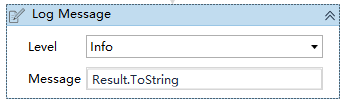 Log Message
Level Info
Message Result.ToString